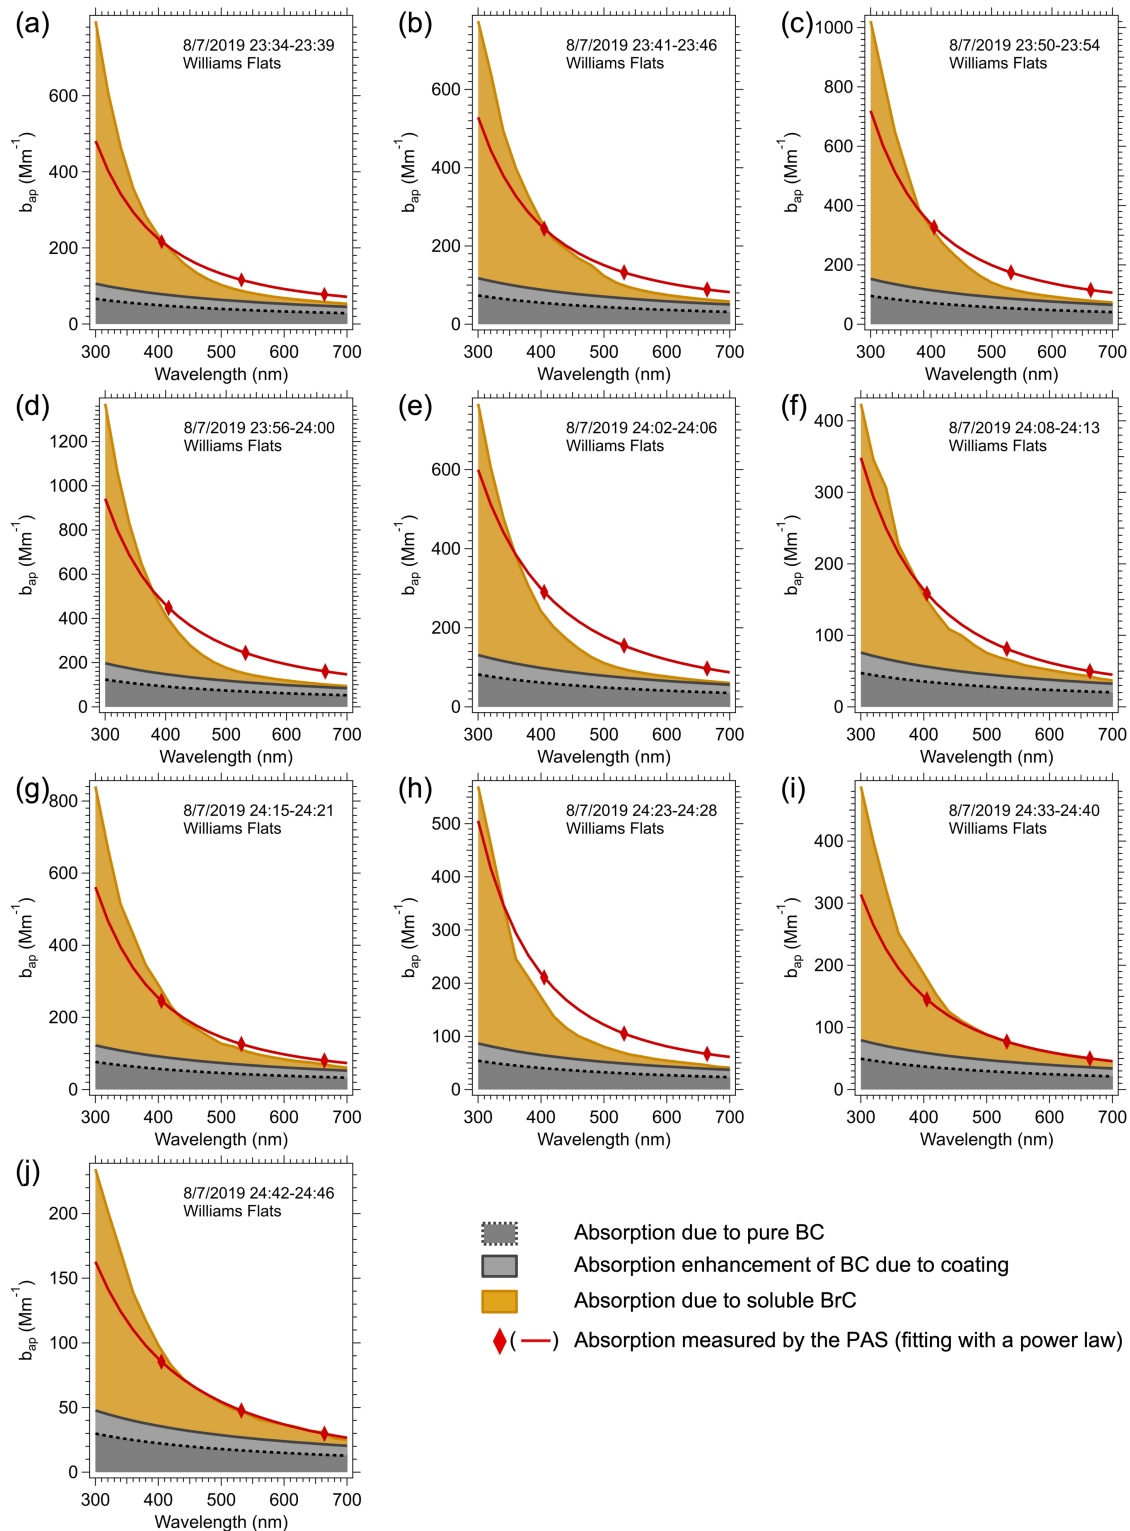 (a)
8/7/2019 23:34-23:39
Williams Flats
600
400
200
0
b_ap (Mm^-1)
300 400 500 600 700
Wavelength (nm)
(b)
8/7/2019 23:41-23:46
Williams Flats
600
400
200
0
b_ap (Mm^-1)
300 400 500 600 700
Wavelength (nm)
(c)
8/7/2019 23:50-23:54
Williams Flats
1000
800
600
400
200
0
b_ap (Mm^-1)
300 400 500 600 700
Wavelength (nm)
(d)
8/7/2019 23:56-24:00
Williams Flats
1200
1000
800
600
400
200
0
b_ap (Mm^-1)
300 400 500 600 700
Wavelength (nm)
(e)
8/7/2019 24:02-24:06
Williams Flats
600
400
200
0
b_ap (Mm^-1)
300 400 500 600 700
Wavelength (nm)
(f)
8/7/2019 24:08-24:13
Williams Flats
400
300
200
100
0
b_ap (Mm^-1)
300 400 500 600 700
Wavelength (nm)
(g)
8/7/2019 24:15-24:21
Williams Flats
800
600
400
200
0
b_ap (Mm^-1)
300 400 500 600 700
Wavelength (nm)
(h)
8/7/2019 24:23-24:28
Williams Flats
500
400
300
200
100
0
b_ap (Mm^-1)
300 400 500 600 700
Wavelength (nm)
(i)
8/7/2019 24:33-24:40
Williams Flats
400
300
200
100
0
b_ap (Mm^-1)
300 400 500 600 700
Wavelength (nm)
(j)
8/7/2019 24:42-24:46
Williams Flats
200
150
100
50
0
b_ap (Mm^-1)
300 400 500 600 700
Wavelength (nm)
Absorption due to pure BC
Absorption enhancement of BC due to coating
Absorption due to soluble BrC
( — ) Absorption measured by the PAS (fitting with a power law)